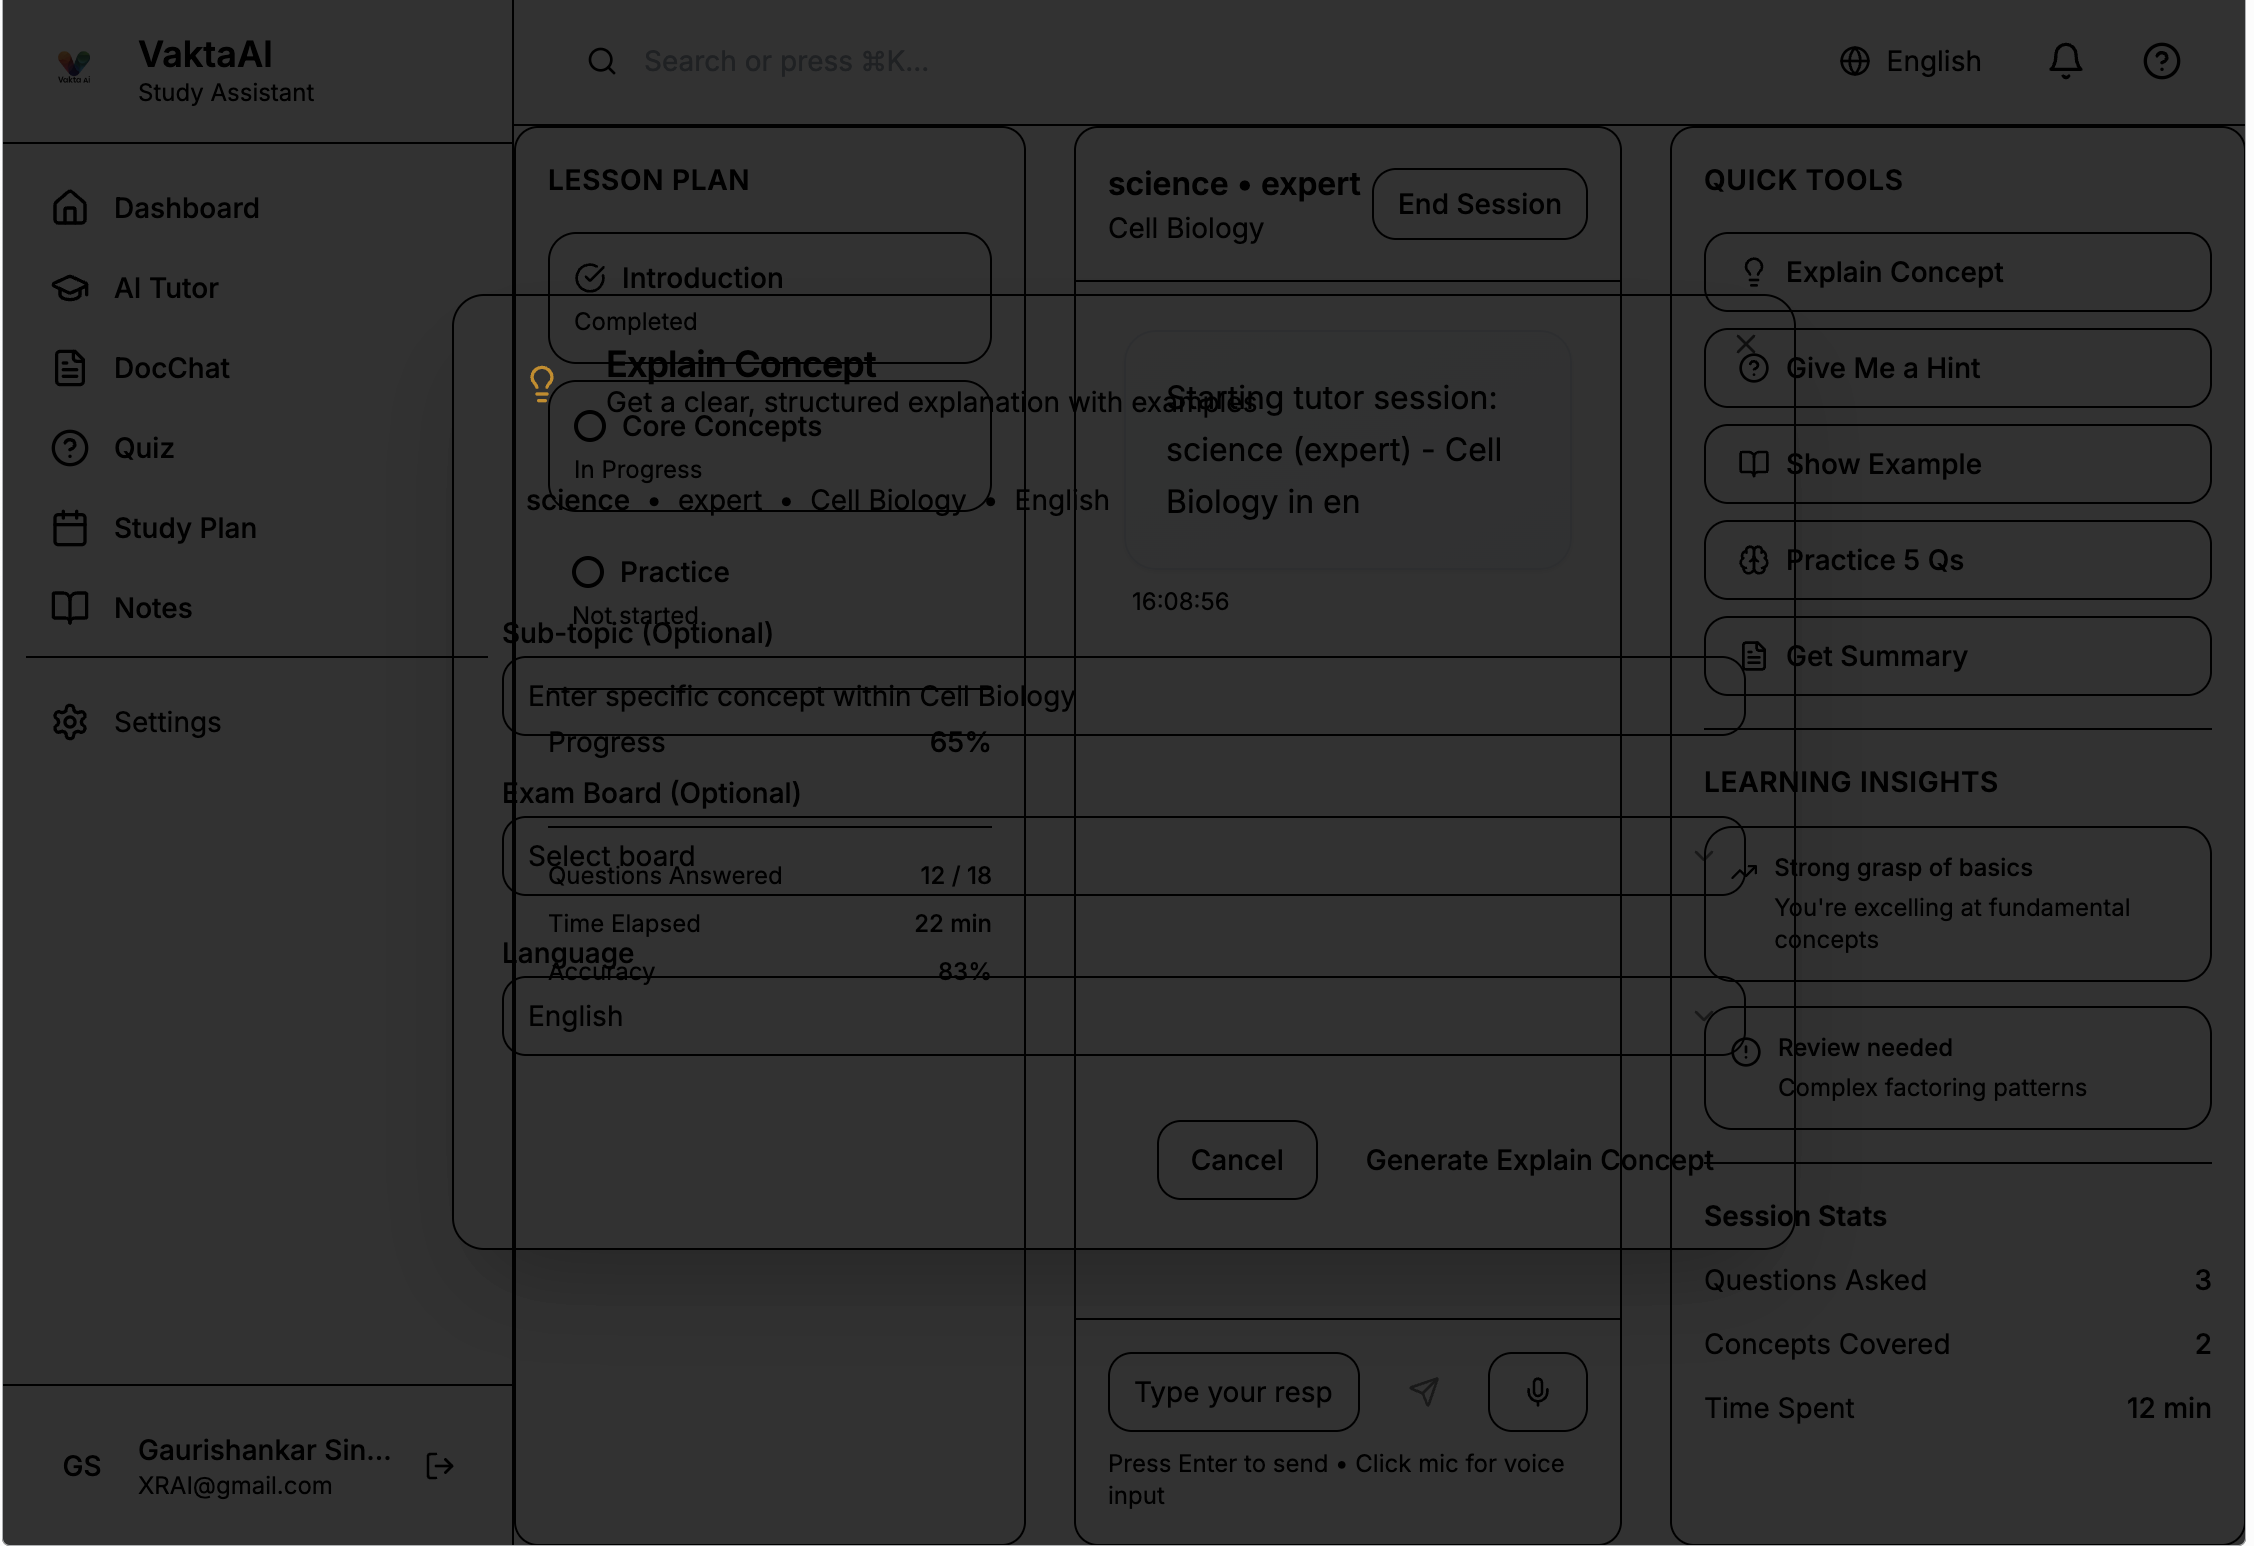 VaktaAI
Study Assistant
Vakta AI
Search or press ⌘K...
English
Dashboard
AI Tutor
DocChat
Quiz
Study Plan
Notes
Settings
GS
Gaurishankar Sin...
XRAI@gmail.com
LESSON PLAN
Introduction
Completed
Core Concepts
In Progress
Practice
Not started
Progress 65%
Questions Answered 12 / 18
Time Elapsed 22 min
Accuracy 83%
science • expert
Cell Biology
End Session
Starting tutor session:
science (expert) - Cell
Biology in en
16:08:56
Type your resp
Press Enter to send • Click mic for voice
input
QUICK TOOLS
Explain Concept
Give Me a Hint
Show Example
Practice 5 Qs
Get Summary
LEARNING INSIGHTS
Strong grasp of basics
You're excelling at fundamental
concepts
Review needed
Complex factoring patterns
Session Stats
Questions Asked 3
Concepts Covered 2
Time Spent 12 min
Explain Concept
Get a clear, structured explanation with examples
science • expert • Cell Biology • English
Sub-topic (Optional)
Enter specific concept within Cell Biology
Exam Board (Optional)
Select board
Language
English
Cancel
Generate Explain Concept